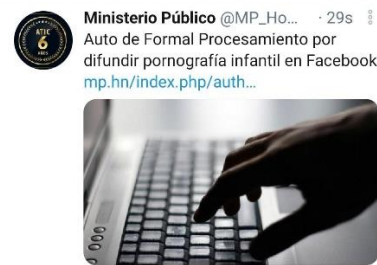 Ministerio Público @MP_Ho... · 29s
ATIC
6
AÑOS
Auto de Formal Procesamiento por
difundir pornografía infantil en Facebook
mp.hn/index.php/auth...